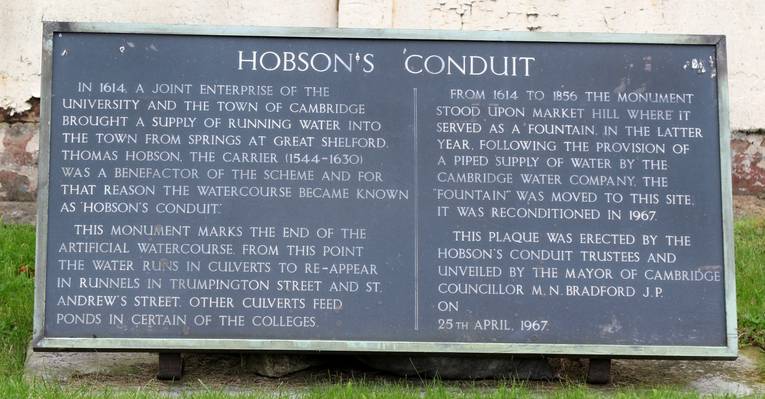 HOBSON'S CONDUIT
IN 1614, A JOINT ENTERPRISE OF THE
UNIVERSITY AND THE TOWN OF CAMBRIDGE
BROUGHT A SUPPLY OF RUNNING WATER INTO
THE TOWN FROM SPRINGS AT GREAT SHELFORD.
THOMAS HOBSON, THE CARRIER (1544-1630)
WAS A BENEFACTOR OF THE SCHEME AND FOR
THAT REASON THE WATERCOURSE BECAME KNOWN
AS 'HOBSON'S CONDUIT.'
THIS MONUMENT MARKS THE END OF THE
ARTIFICIAL WATERCOURSE. FROM THIS POINT
THE WATER RUNS IN CULVERTS TO RE-APPEAR
IN RUNNELS IN TRUMPINGTON STREET AND ST.
ANDREW'S STREET. OTHER CULVERTS FEED
PONDS IN CERTAIN OF THE COLLEGES.
FROM 1614 TO 1856 THE MONUMENT
STOOD UPON MARKET HILL WHERE IT
SERVED AS A FOUNTAIN. IN THE LATTER
YEAR, FOLLOWING THE PROVISION OF
A PIPED SUPPLY OF WATER BY THE
CAMBRIDGE WATER COMPANY, THE
"FOUNTAIN" WAS MOVED TO THIS SITE.
IT WAS RECONDITIONED IN 1967.
THIS PLAQUE WAS ERECTED BY THE
HOBSON'S CONDUIT TRUSTEES AND
UNVEILED BY THE MAYOR OF CAMBRIDGE
COUNCILLOR M. N. BRADFORD J.P.
ON
25TH APRIL, 1967.